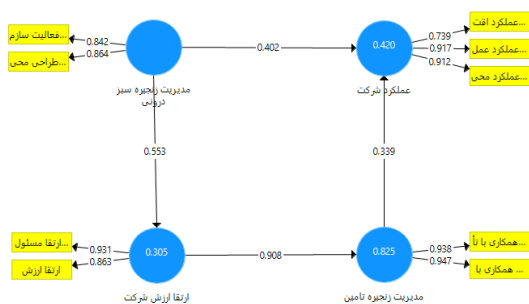 فعالیت سازم...
0.842
طراحی محی...
0.864
مدیریت زنجیره سبز
درونی
0.402
0.420
عملکرد شرکت
عملکرد اقت...
0.739
عملکرد عمل...
0.917
عملکرد محی...
0.912
0.553
0.339
ارتقا مسئول...
0.931
ارتقا ارزش
0.863
0.305
ارتقا ارزش شرکت
0.908
0.825
مدیریت زنجیره تامین
همکاری با تأ...
0.938
همکاری با ...
0.947